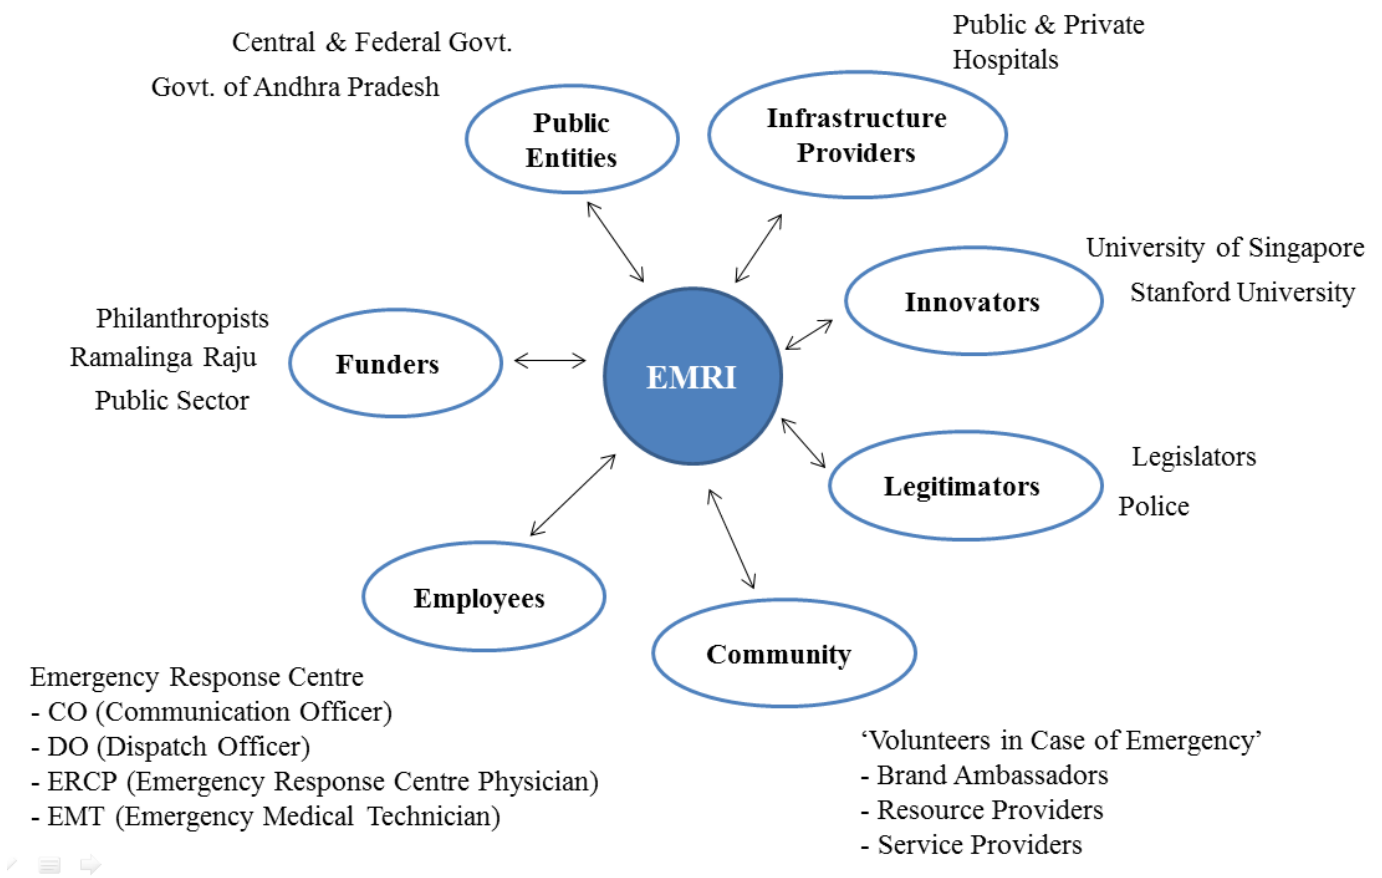 Central & Federal Govt.
Govt. of Andhra Pradesh
Public
Entities
Public & Private
Hospitals
Infrastructure
Providers
University of Singapore
Stanford University
Innovators
Philanthropists
Ramalinga Raju
Public Sector
Funders
EMRI
Legitimators
Legislators
Police
Employees
Community
Emergency Response Centre
- CO (Communication Officer)
- DO (Dispatch Officer)
- ERCP (Emergency Response Centre Physician)
- EMT (Emergency Medical Technician)
‘Volunteers in Case of Emergency’
- Brand Ambassadors
- Resource Providers
- Service Providers